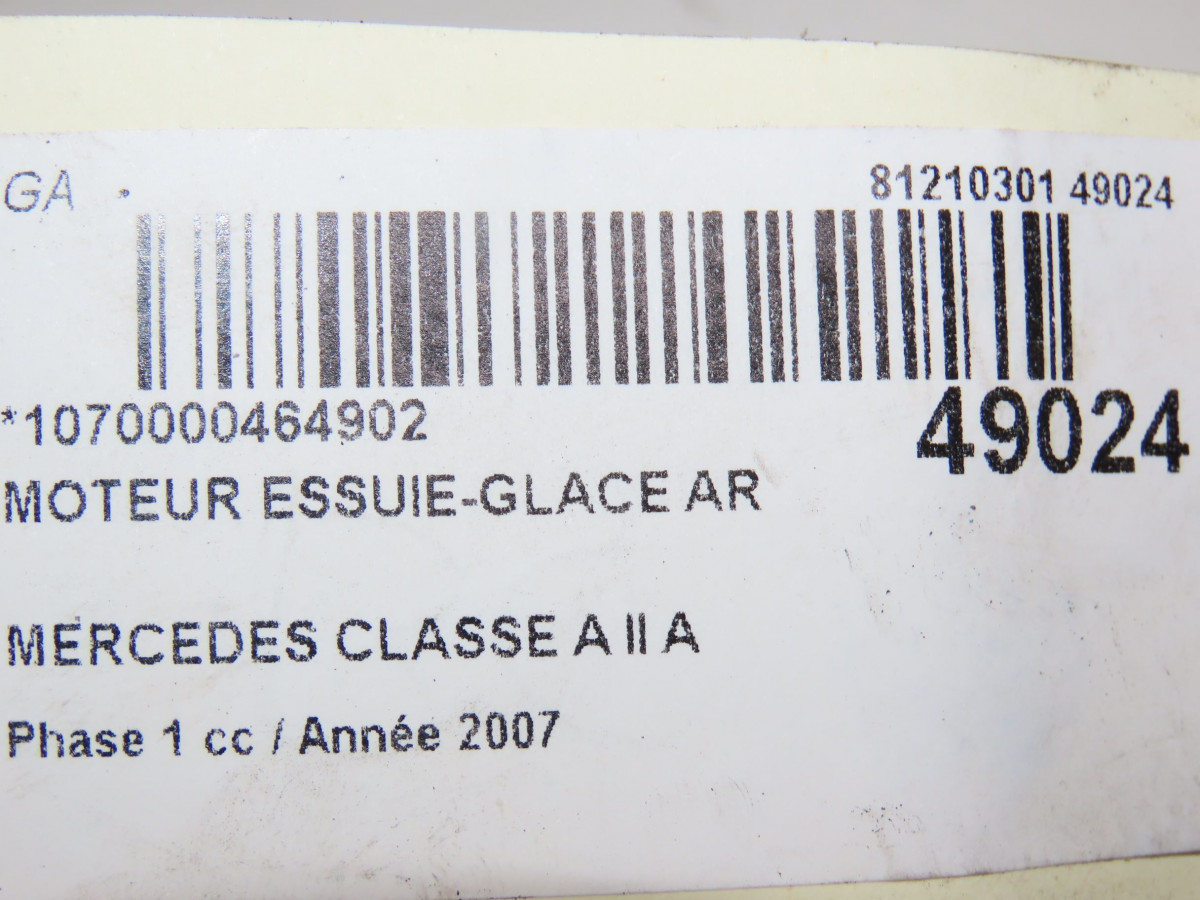 GA 81210301 49024
*1070000464902 49024
MOTEUR ESSUIE-GLACE AR
MERCEDES CLASSE A II A
Phase 1 cc / Année 2007